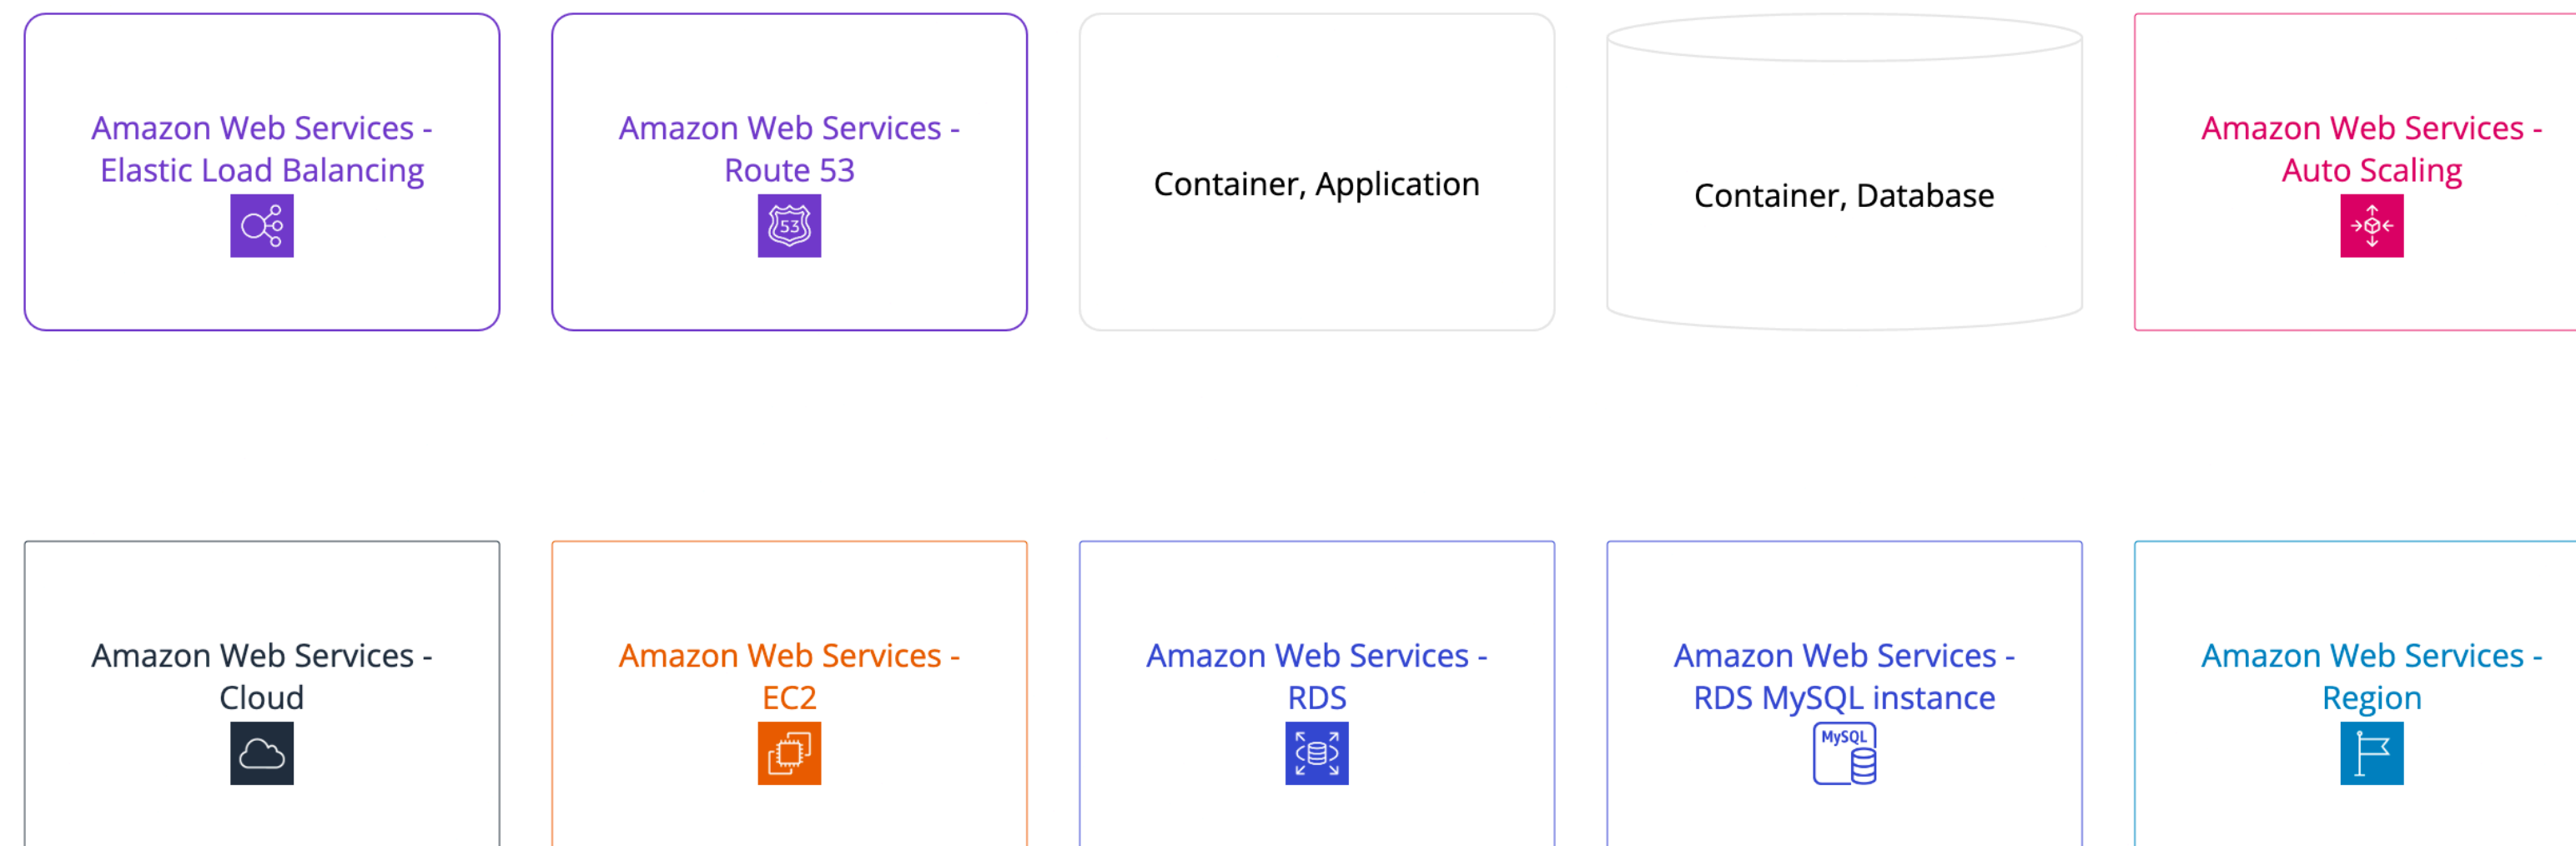 Amazon Web Services -
Elastic Load Balancing
Amazon Web Services -
Route 53
53
Container, Application
Container, Database
Amazon Web Services -
Auto Scaling
Amazon Web Services -
Cloud
Amazon Web Services -
EC2
Amazon Web Services -
RDS
Amazon Web Services -
RDS MySQL instance
MySQL
Amazon Web Services -
Region